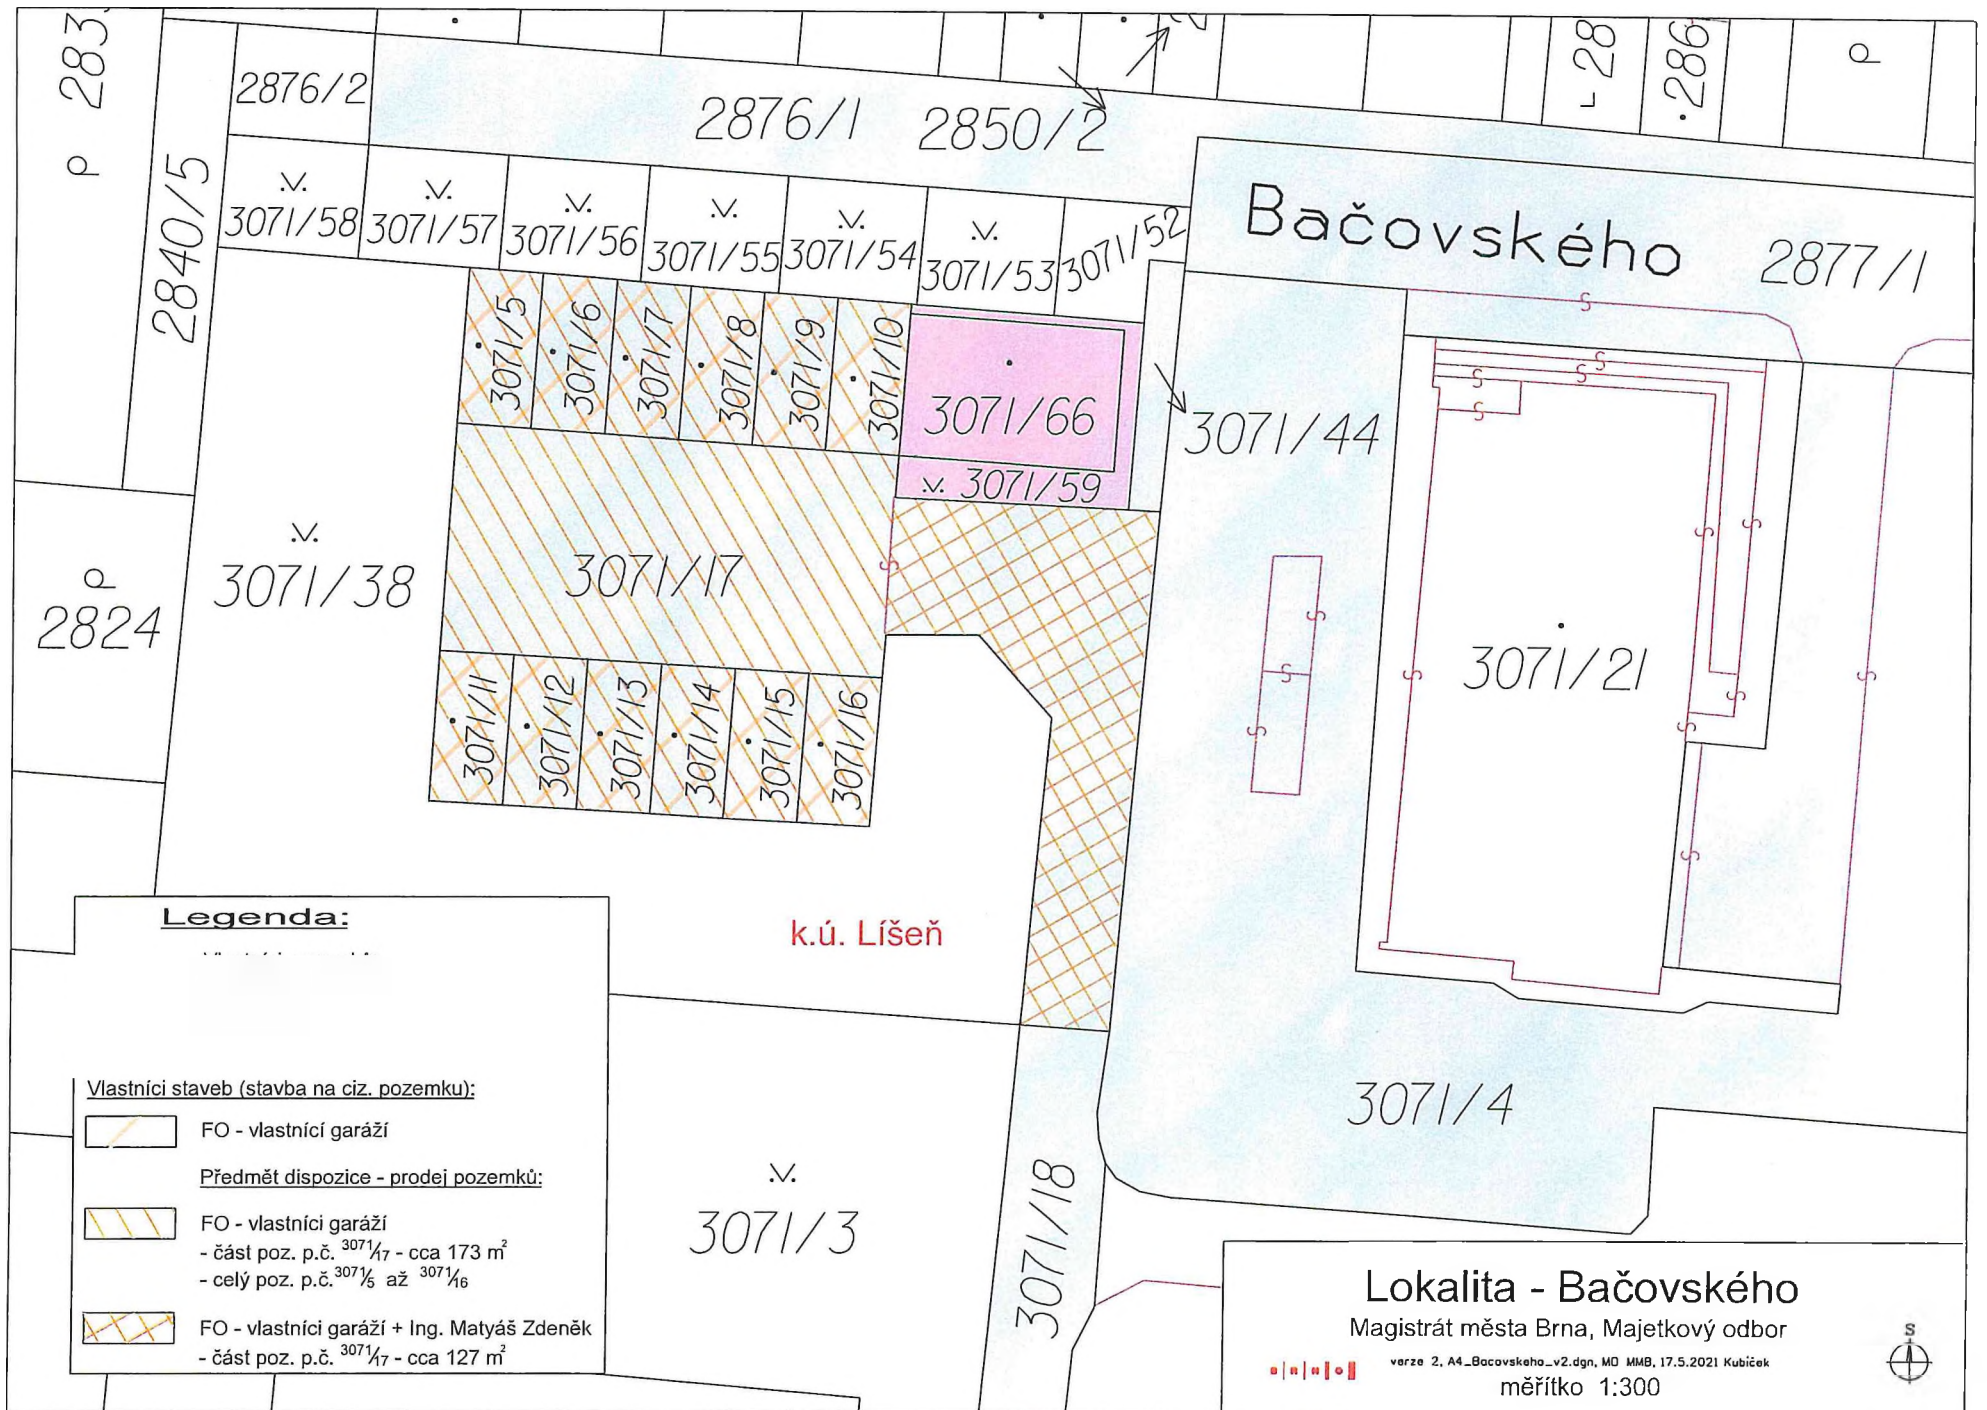 283
P
2876/2
2876/1
2850/2
28
286
P
2840/5
3071/58
3071/57
3071/56
3071/55
3071/54
3071/53
3071/52
Bačovského
2877/1
3071/5
3071/6
3071/7
3071/8
3071/9
3071/10
3071/66
3071/59
3071/44
3071/38
3071/17
P
2824
3071/21
3071/11
3071/12
3071/13
3071/14
3071/15
3071/16
k.ú. Líšeň
3071/4
3071/3
3071/18
Legenda:
Vlastníci staveb (stavba na ciz. pozemku):
FO - vlastnící garáží
Předmět dispozice - prodej pozemků:
FO - vlastníci garáží
- část poz. p.č. 3071/17 - cca 173 m²
- celý poz. p.č. 3071/5 až 3071/16
FO - vlastníci garáží + Ing. Matyáš Zdeněk
- část poz. p.č. 3071/17 - cca 127 m²
Lokalita - Bačovského
Magistrát města Brna, Majetkový odbor
verze 2, A4_Bacovskeho_v2.dgn, MO MMB, 17.5.2021 Kubíček
měřítko 1:300
S